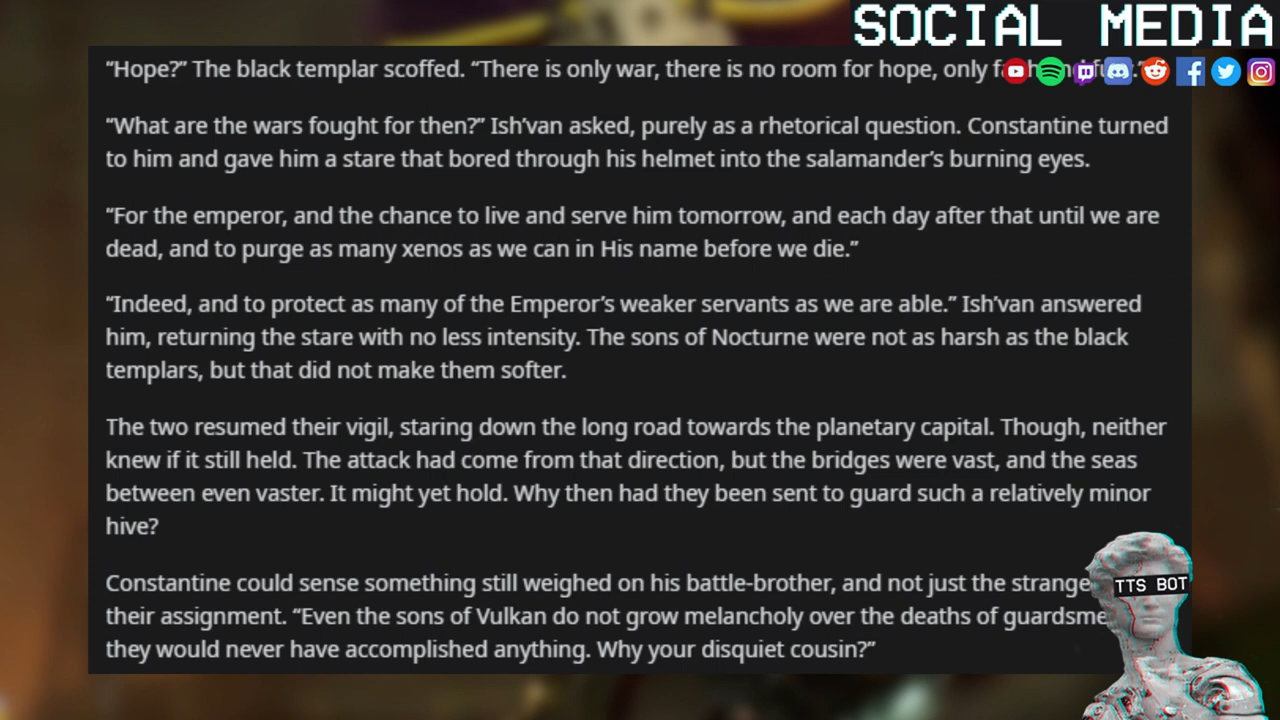 SOCIAL MEDIA
“Hope?” The black templar scoffed. “There is only war, there is no room for hope, only
“What are the wars fought for then?” Ish’van asked, purely as a rhetorical question. Constantine turned
to him and gave him a stare that bored through his helmet into the salamander’s burning eyes.
“For the emperor, and the chance to live and serve him tomorrow, and each day after that until we are
dead, and to purge as many xenos as we can in His name before we die.”
“Indeed, and to protect as many of the Emperor’s weaker servants as we are able.” Ish’van answered
him, returning the stare with no less intensity. The sons of Nocturne were not as harsh as the black
templars, but that did not make them softer.
The two resumed their vigil, staring down the long road towards the planetary capital. Though, neither
knew if it still held. The attack had come from that direction, but the bridges were vast, and the seas
between even vaster. It might yet hold. Why then had they been sent to guard such a relatively minor
hive?
Constantine could sense something still weighed on his battle-brother, and not just the strange
their assignment. “Even the sons of Vulkan do not grow melancholy over the deaths of
they would never have accomplished anything. Why your disquiet cousin?”
TTS BOT